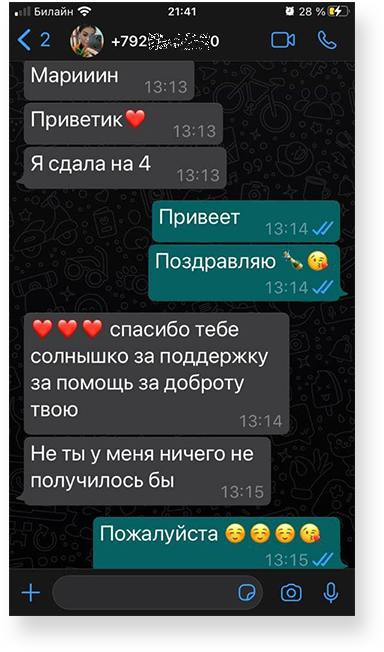 Билайн 21:41 28 %
2 +792 0
Марииин
13:13
Приветик❤️
13:13
Я сдала на 4
13:13
Привеет
13:14
Поздравляю 🍾😘
13:14
❤️❤️❤️ спасибо тебе
солнышко за поддержку
за помощь за доброту
твою
13:14
Не ты у меня ничего не
получилось бы
13:15
Пожалуйста ☺️☺️☺️😘
13:15